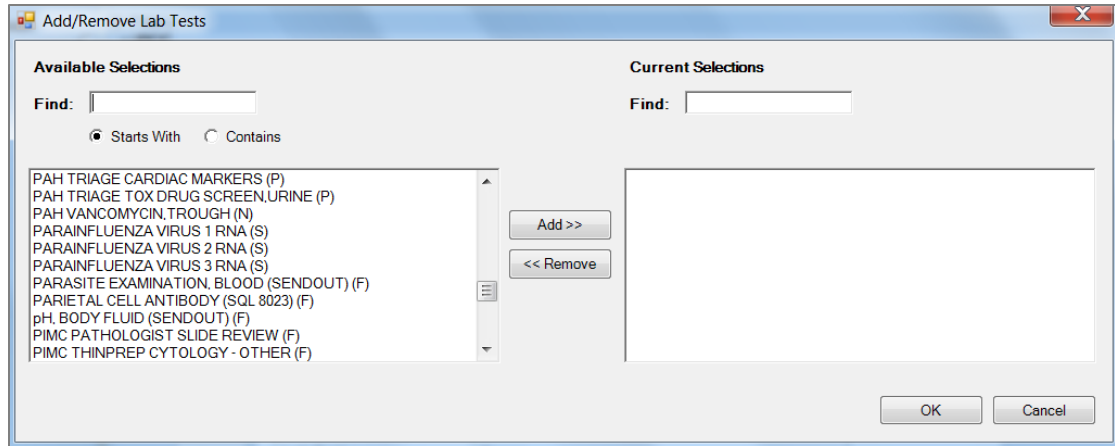 Add/Remove Lab Tests
X
Available Selections
Current Selections
Find:
Find:
Starts With Contains
PAH TRIAGE CARDIAC MARKERS (P)
PAH TRIAGE TOX DRUG SCREEN,URINE (P)
PAH VANCOMYCIN,TROUGH (N)
PARAINFLUENZA VIRUS 1 RNA (S)
PARAINFLUENZA VIRUS 2 RNA (S)
PARAINFLUENZA VIRUS 3 RNA (S)
PARASITE EXAMINATION, BLOOD (SENDOUT) (F)
PARIETAL CELL ANTIBODY (SQL 8023) (F)
pH, BODY FLUID (SENDOUT) (F)
PIMC PATHOLOGIST SLIDE REVIEW (F)
PIMC THINPREP CYTOLOGY - OTHER (F)
Add >>
<< Remove
OK
Cancel